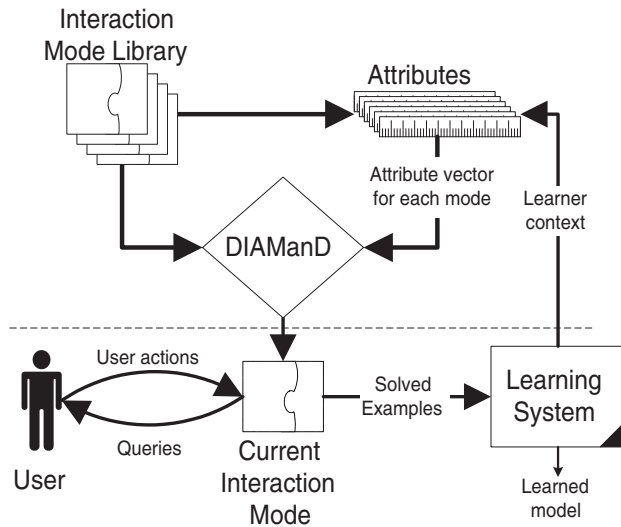 Interaction
Mode Library
Attributes
Attribute vector
for each mode
Learner
context
DIAManD
User actions
Queries
User
Current
Interaction
Mode
Solved
Examples
Learning
System
Learned
model